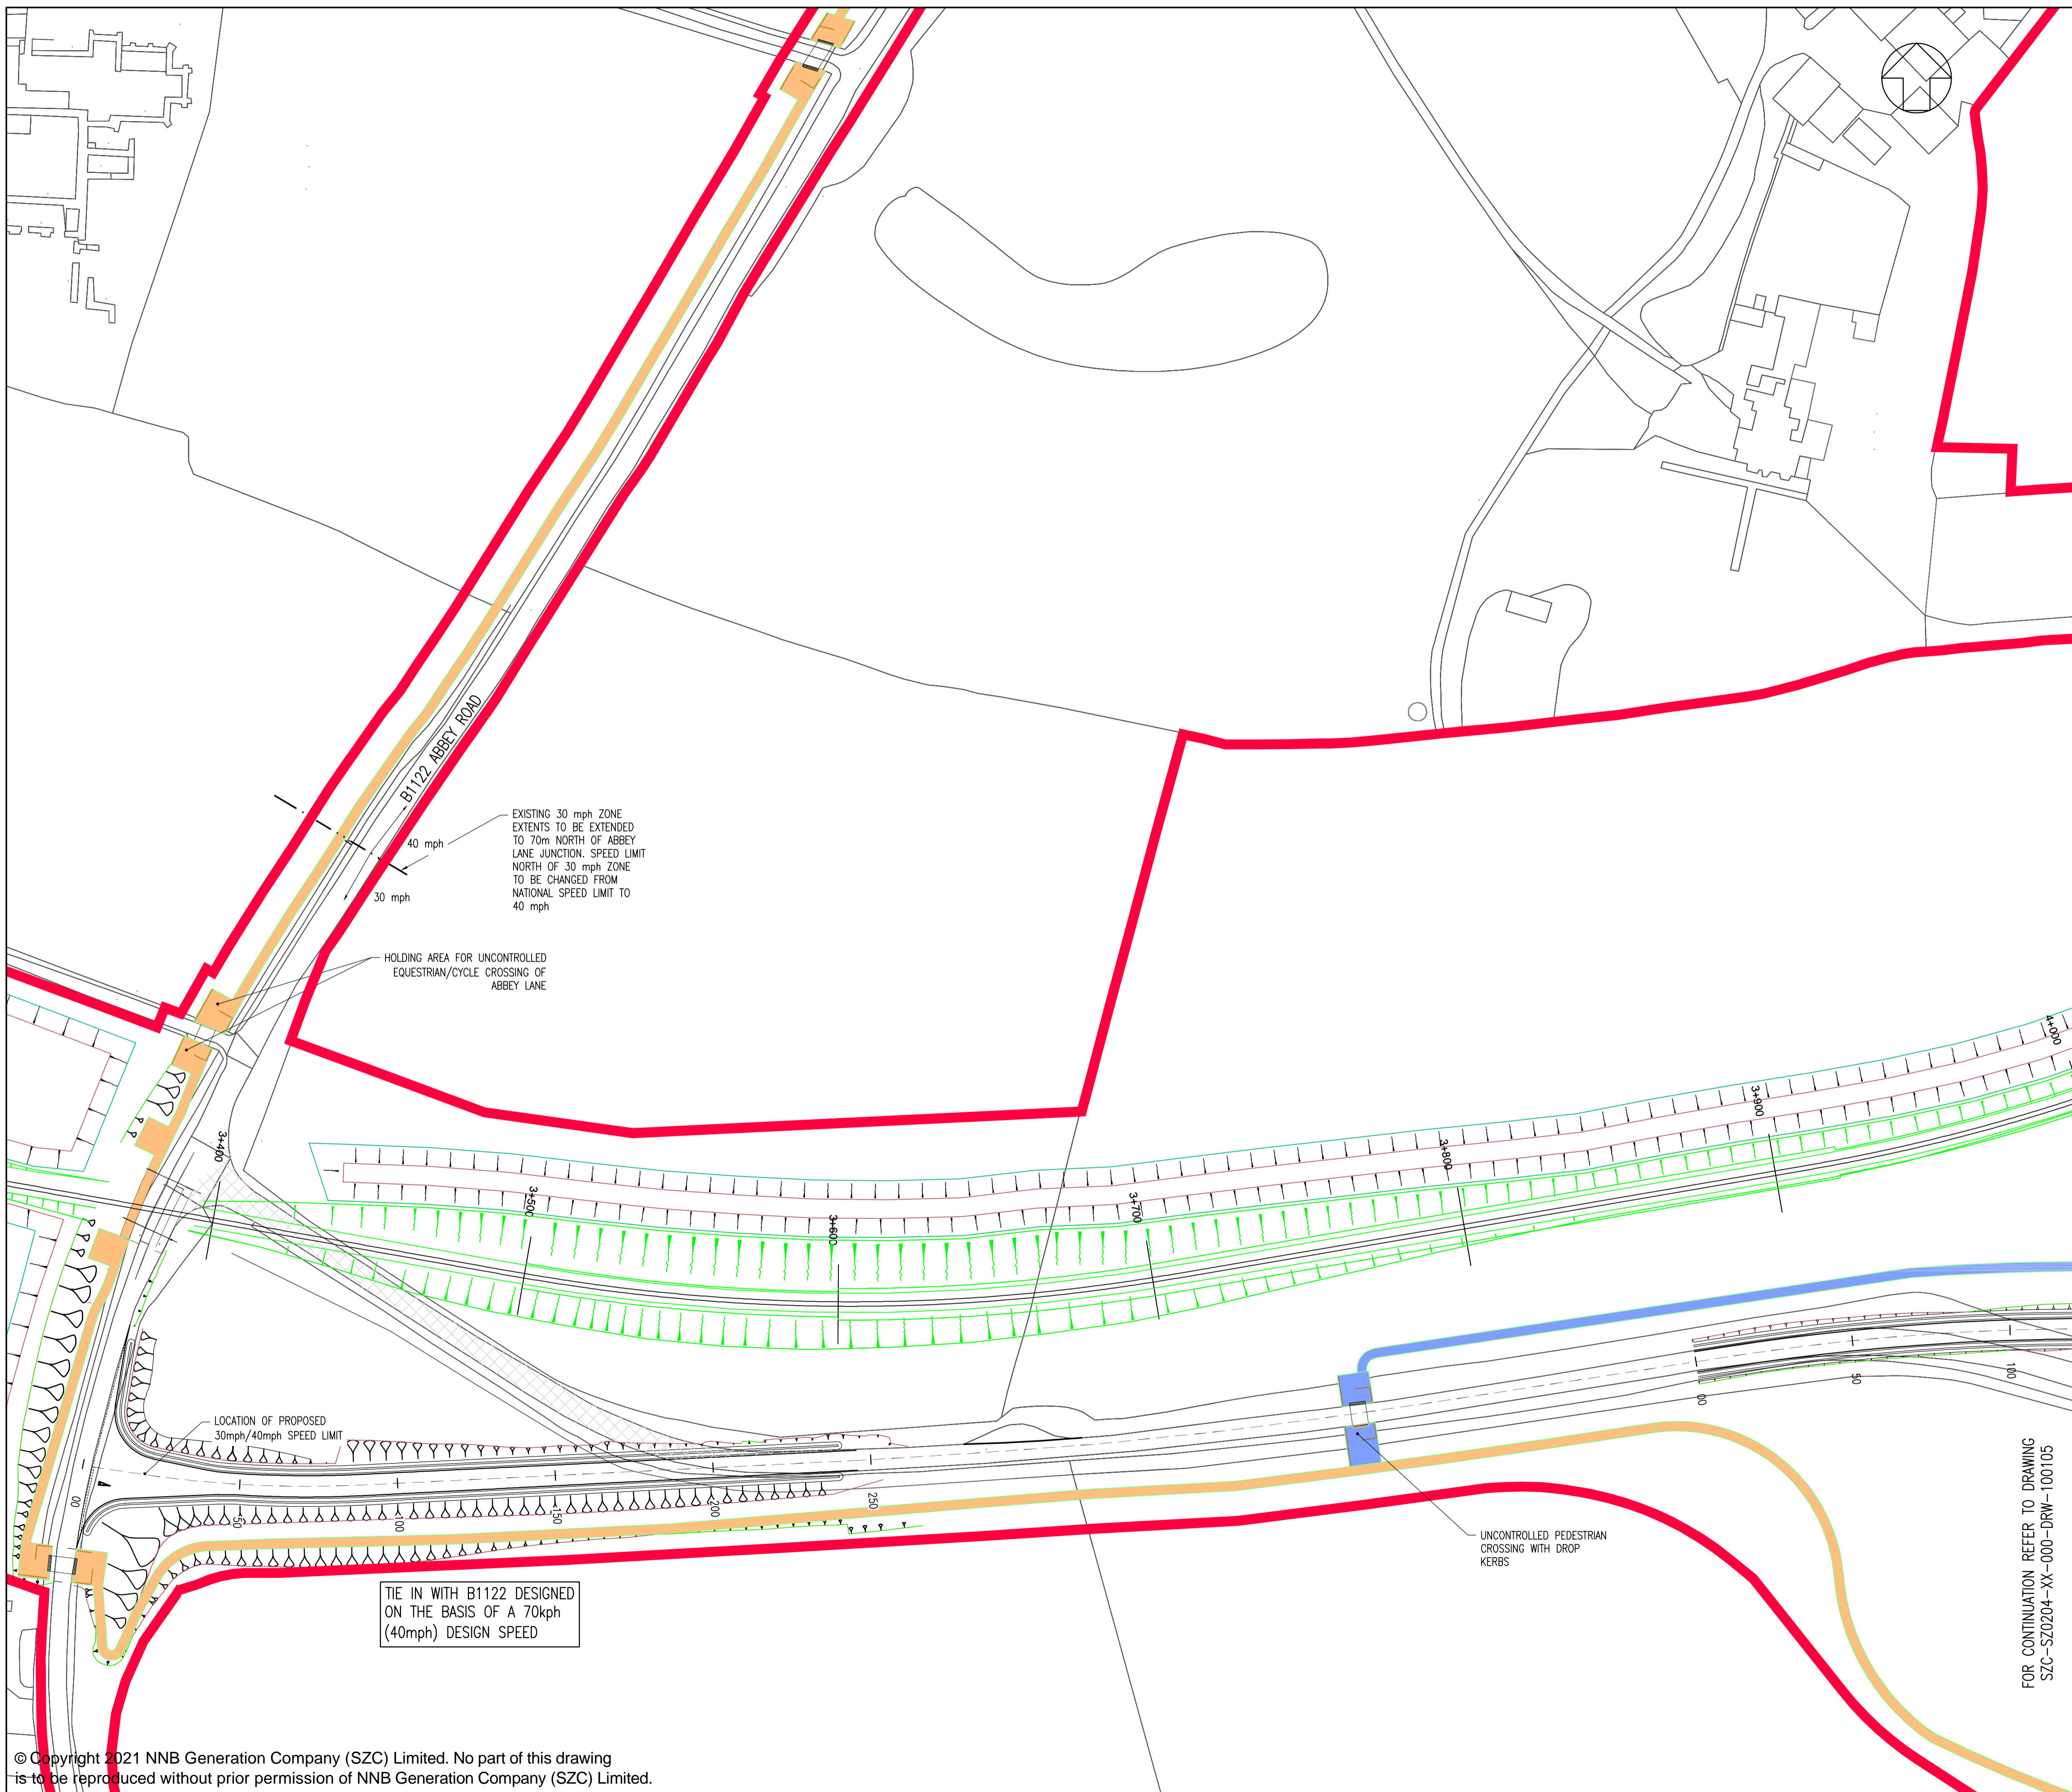 B1122 ABBEY ROAD
EXISTING 30 mph ZONE
EXTENTS TO BE EXTENDED
TO 70m NORTH OF ABBEY
LANE JUNCTION. SPEED LIMIT
NORTH OF 30 mph ZONE
TO BE CHANGED FROM
NATIONAL SPEED LIMIT TO
40 mph
40 mph
30 mph
HOLDING AREA FOR UNCONTROLLED
EQUESTRIAN/CYCLE CROSSING OF
ABBEY LANE
3+400
3+500
3+600
3+700
3+800
3+900
4+000
LOCATION OF PROPOSED
30mph/40mph SPEED LIMIT
00
50
100
150
200
250
00
50
100
UNCONTROLLED PEDESTRIAN
CROSSING WITH DROP
KERBS
TIE IN WITH B1122 DESIGNED
ON THE BASIS OF A 70kph
(40mph) DESIGN SPEED
FOR CONTINUATION REFER TO DRAWING
SZC-SZ0204-XX-000-DRW-100105
© Copyright 2021 NNB Generation Company (SZC) Limited. No part of this drawing
is to be reproduced without prior permission of NNB Generation Company (SZC) Limited.